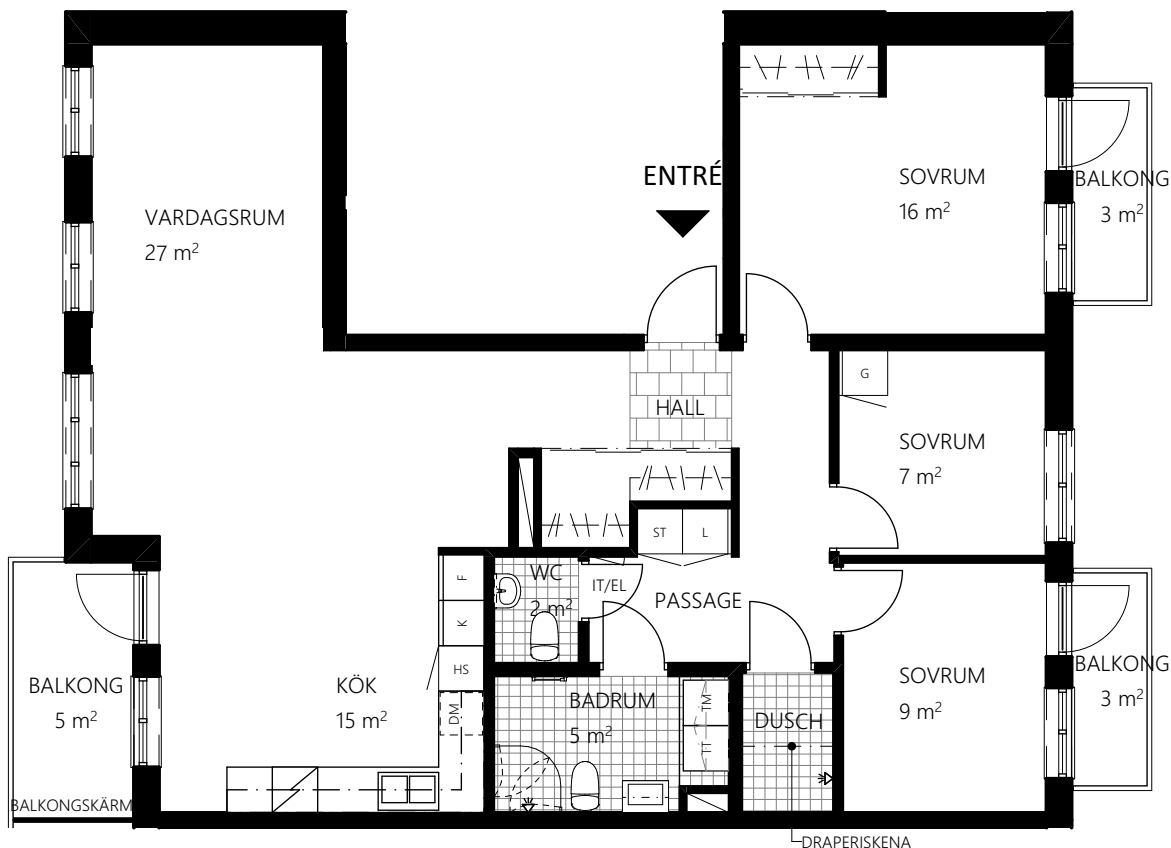 ENTRÉ
SOVRUM
16 m²
BALKONG
3 m²
VARDAGSRUM
27 m²
G
HALL
SOVRUM
7 m²
ST
L
WC
2 m²
F
IT/EL
PASSAGE
K
HS
BALKONG
5 m²
KÖK
15 m²
DM
BADRUM
5 m²
TM
TT
DUSCH
SOVRUM
9 m²
BALKONG
3 m²
BALKONGSKÄRM
DRAPERISKENA